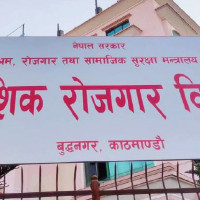 नेपाल सरकार
श्रम, रोजगार तथा सामाजिक सुरक्षा मन्त्रालय
शिक रोजगार वि
बुद्धनगर, काठमाण्डौ